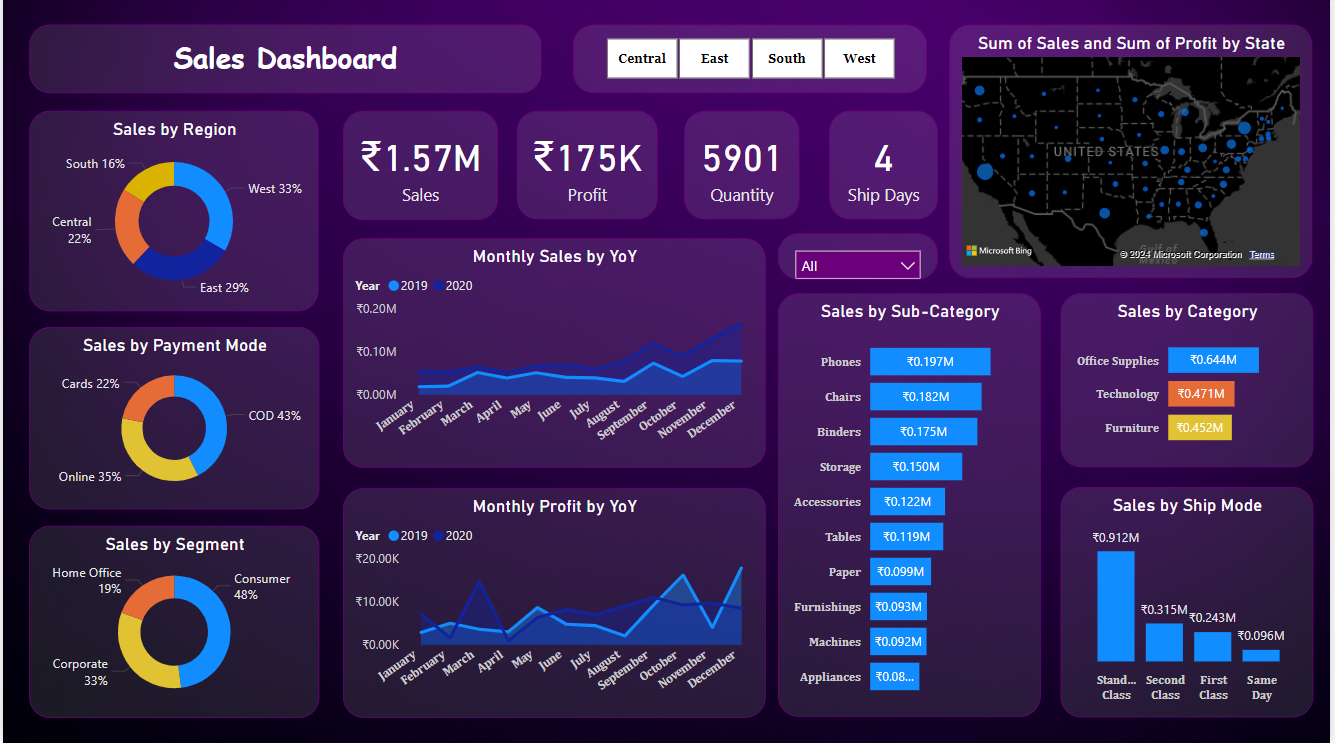 Sales Dashboard
Central
East
South
West
Sum of Sales and Sum of Profit by State
UNITED STATES
Gulf of
Mexico
Microsoft Bing
© 2024 Microsoft Corporation Terms
Sales by Region
South 16%
West 33%
Central
22%
East 29%
₹1.57M
Sales
₹175K
Profit
5901
Quantity
4
Ship Days
Monthly Sales by YoY
Year 2019 2020
₹0.20M
₹0.10M
₹0.00M
January
February
March
April
May
June
July
August
September
October
November
December
All
Sales by Sub-Category
Phones ₹0.197M
Chairs ₹0.182M
Binders ₹0.175M
Storage ₹0.150M
Accessories ₹0.122M
Tables ₹0.119M
Paper ₹0.099M
Furnishings ₹0.093M
Machines ₹0.092M
Appliances ₹0.08...
Sales by Category
Office Supplies ₹0.644M
Technology ₹0.471M
Furniture ₹0.452M
Sales by Payment Mode
Cards 22%
COD 43%
Online 35%
Monthly Profit by YoY
Year 2019 2020
₹20.00K
₹10.00K
₹0.00K
January
February
March
April
May
June
July
August
September
October
November
December
Sales by Ship Mode
₹0.912M
₹0.315M
₹0.243M
₹0.096M
Stand...
Class
Second
Class
First
Class
Same
Day
Sales by Segment
Home Office
19%
Consumer
48%
Corporate
33%